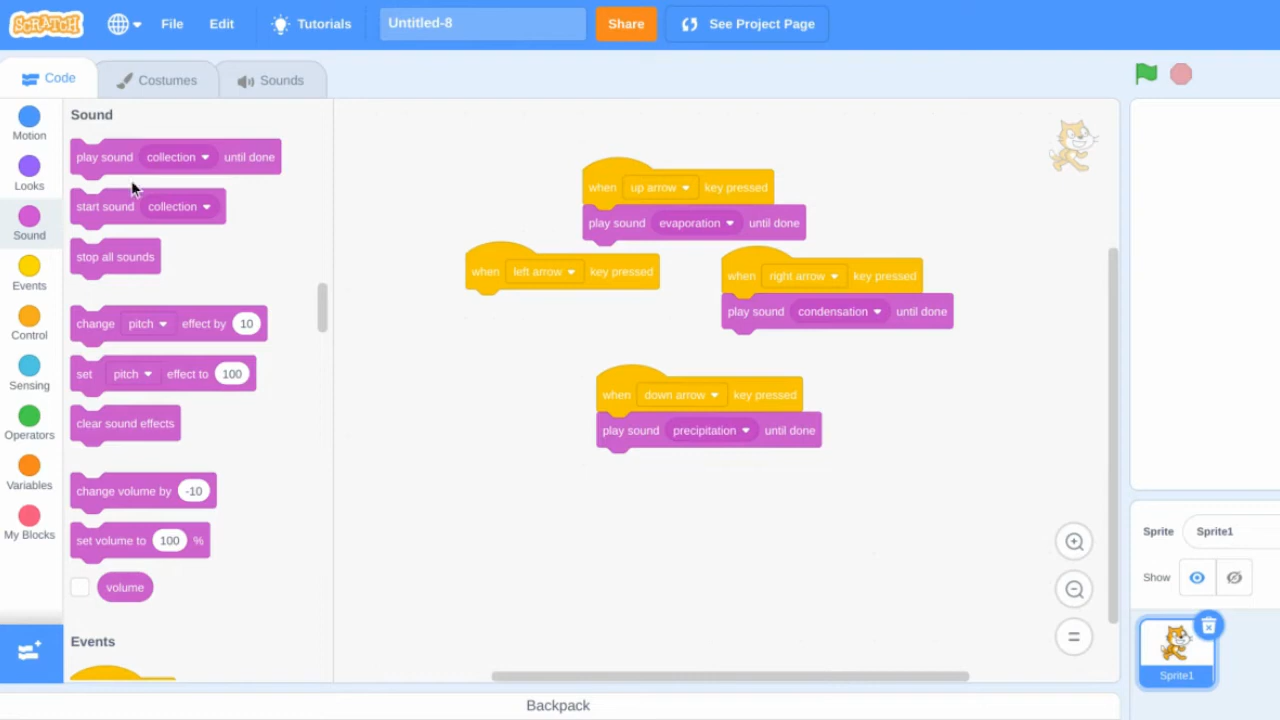 SCRATCH File Edit Tutorials Untitled-8 Share See Project Page
Code Costumes Sounds
Motion
Looks
Sound
Events
Control
Sensing
Operators
Variables
My Blocks
Sound
play sound collection until done
start sound collection
stop all sounds
change pitch effect by 10
set pitch effect to 100
clear sound effects
change volume by -10
set volume to 100 %
volume
Events
when up arrow key pressed
play sound evaporation until done
when left arrow key pressed
when right arrow key pressed
play sound condensation until done
when down arrow key pressed
play sound precipitation until done
Sprite Sprite1
Show
Sprite1
Backpack